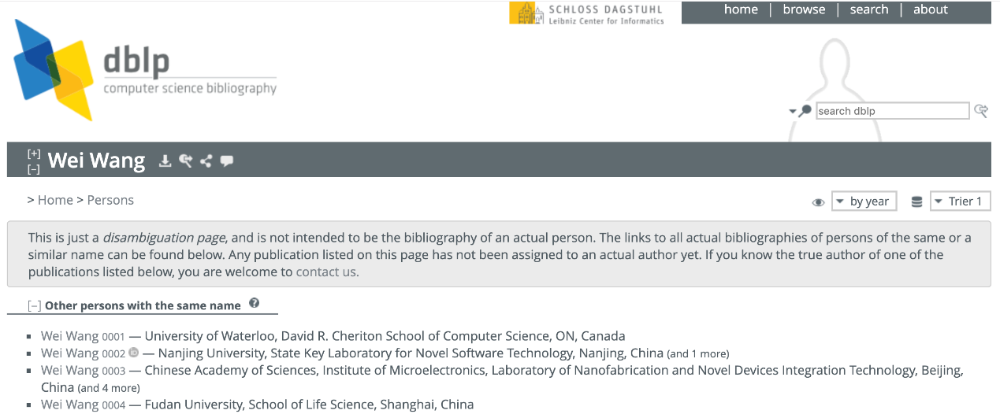 SCHLOSS DAGSTUHL
Leibniz Center for Informatics
home | browse | search | about
dblp
computer science bibliography
search dblp
[+]
[–]
Wei Wang
> Home > Persons
by year
Trier 1
This is just a disambiguation page, and is not intended to be the bibliography of an actual person. The links to all actual bibliographies of persons of the same or a
similar name can be found below. Any publication listed on this page has not been assigned to an actual author yet. If you know the true author of one of the
publications listed below, you are welcome to contact us.
[–] Other persons with the same name ?
Wei Wang 0001 — University of Waterloo, David R. Cheriton School of Computer Science, ON, Canada
Wei Wang 0002 iD — Nanjing University, State Key Laboratory for Novel Software Technology, Nanjing, China (and 1 more)
Wei Wang 0003 — Chinese Academy of Sciences, Institute of Microelectronics, Laboratory of Nanofabrication and Novel Devices Integration Technology, Beijing,
China (and 4 more)
Wei Wang 0004 — Fudan University, School of Life Science, Shanghai, China